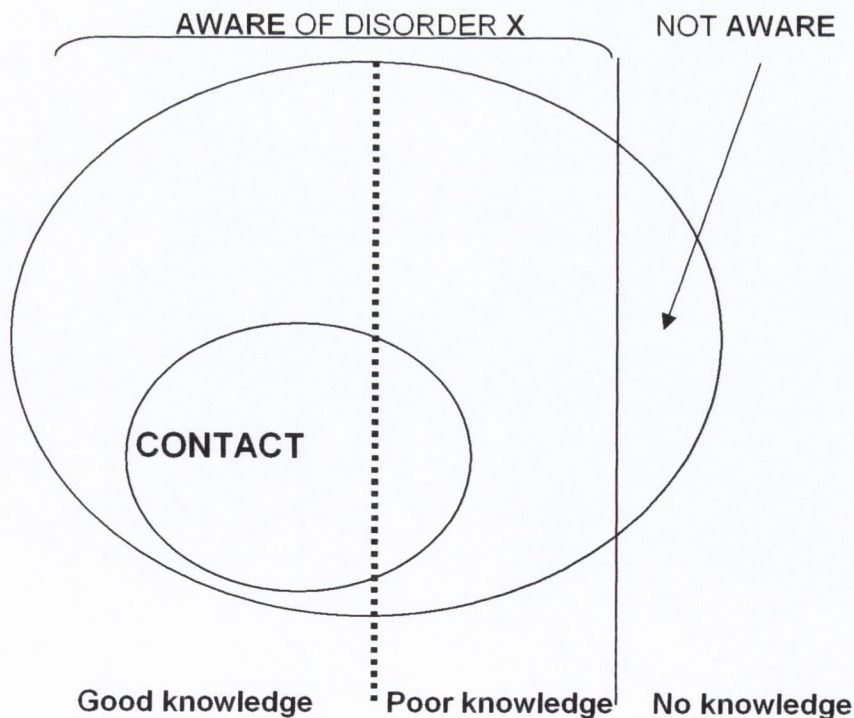 AWARE OF DISORDER X NOT AWARE
CONTACT
Good knowledge Poor knowledge No knowledge